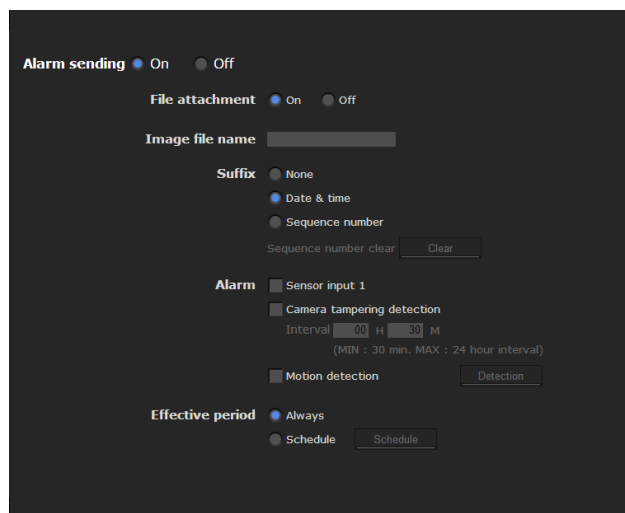 Alarm sending On Off
File attachment On Off
Image file name
Suffix None
Date & time
Sequence number
Sequence number clear Clear
Alarm Sensor input 1
Camera tampering detection
Interval 00 H 30 M
(MIN : 30 min. MAX : 24 hour interval)
Motion detection Detection
Effective period Always
Schedule Schedule